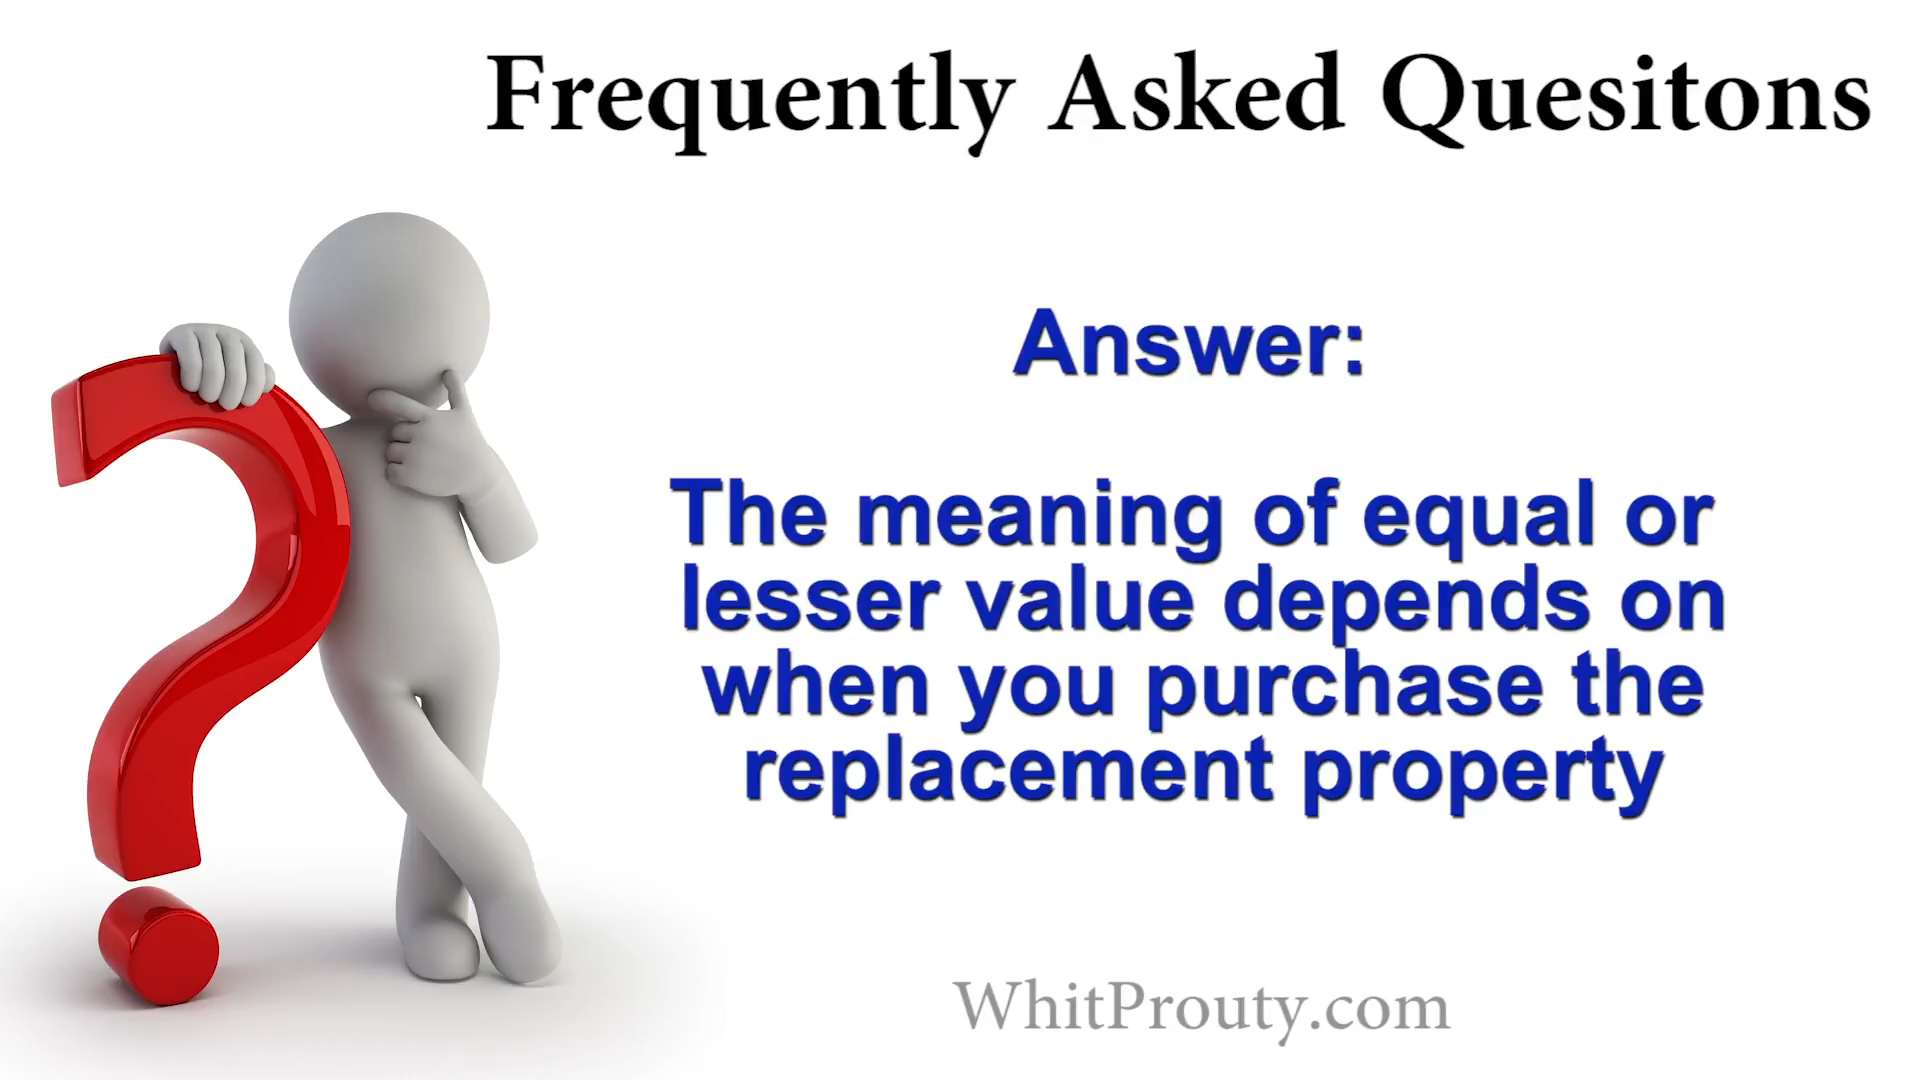 Frequently Asked Quesitons
Answer:
The meaning of equal or
lesser value depends on
when you purchase the
replacement property
WhitProuty.com